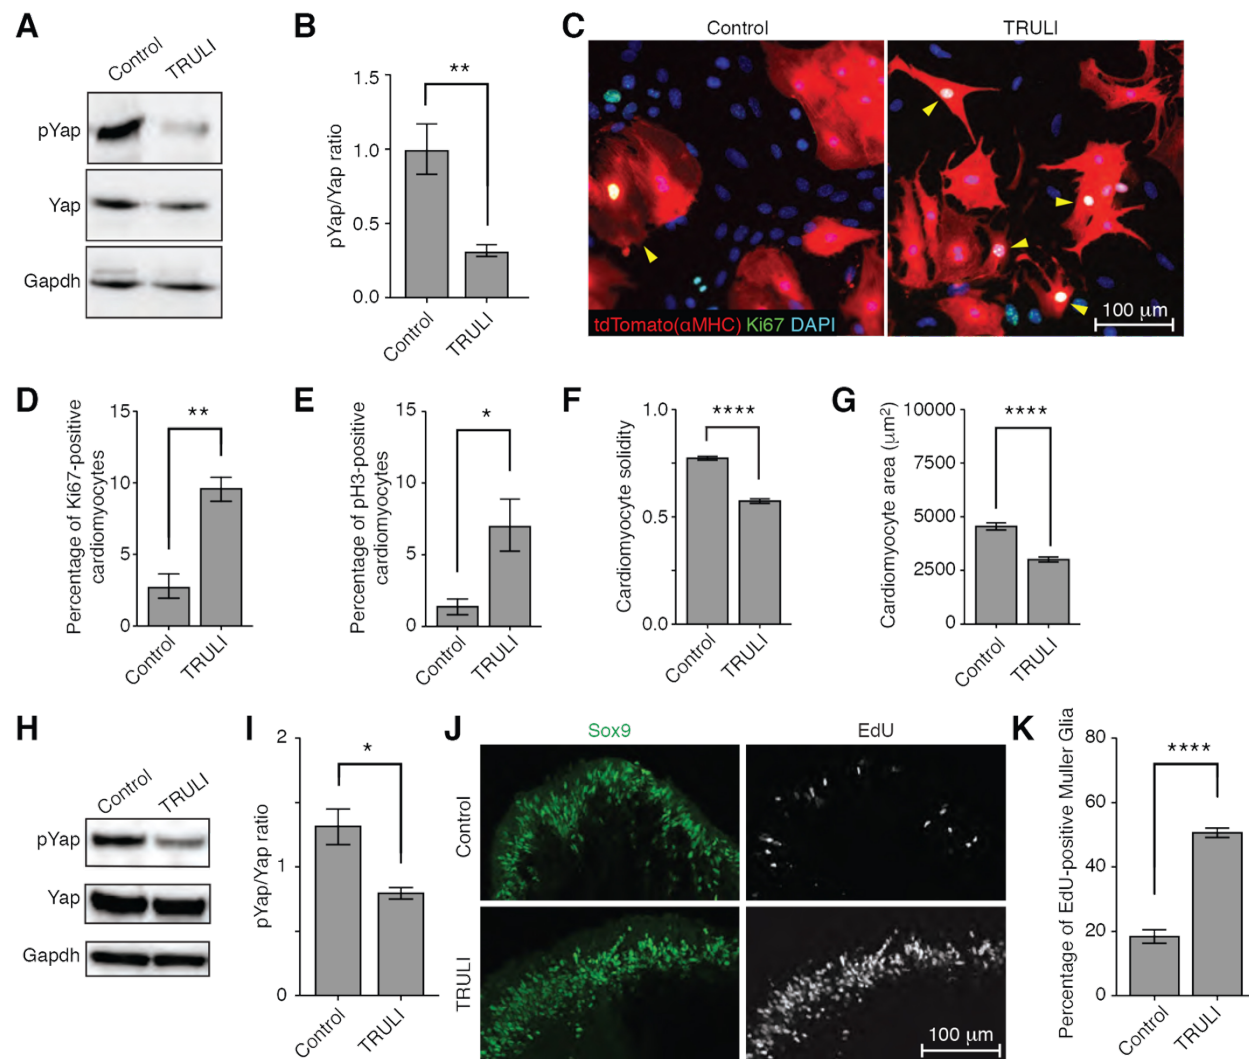 A
Control
TRULI
pYap
Yap
Gapdh
B
pYap/Yap ratio
1.5
1.0
0.5
0.0
**
Control
TRULI
C
Control
TRULI
tdTomato(αMHC) Ki67 DAPI
100 μm
D
Percentage of Ki67-positive
cardiomyocytes
15
10
5
0
**
Control
TRULI
E
Percentage of pH3-positive
cardiomyocytes
15
10
5
0
*
Control
TRULI
F
Cardiomyocyte solidity
1.0
0.5
0.0
****
Control
TRULI
G
Cardiomyocyte area (μm²)
10000
7500
5000
2500
0
****
Control
TRULI
H
Control
TRULI
pYap
Yap
Gapdh
I
pYap/Yap ratio
2
1
0
*
Control
TRULI
J
Sox9
EdU
Control
TRULI
100 μm
K
Percentage of EdU-positive Muller Glia
80
60
40
20
0
****
Control
TRULI